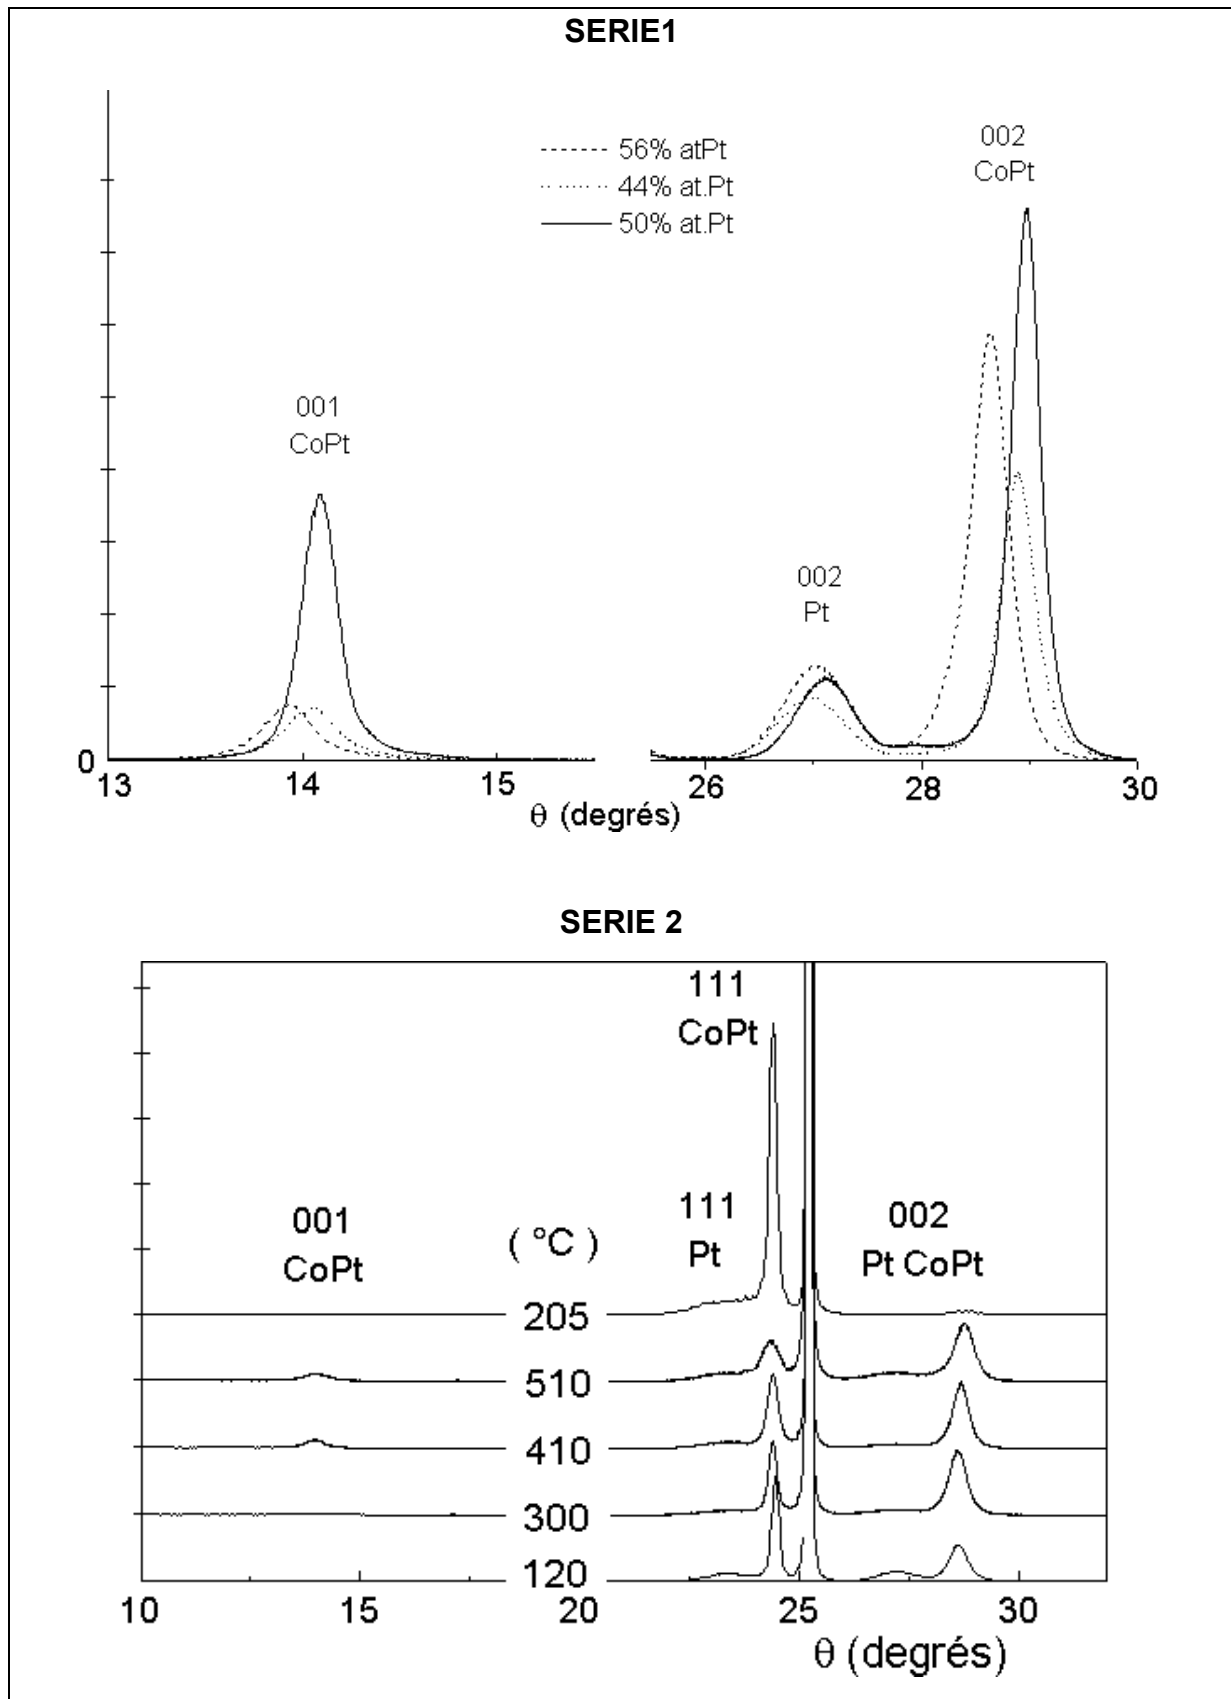 SERIE1
56% atPt
44% at.Pt
50% at.Pt
002
CoPt
001
CoPt
002
Pt
0
13
14
15
26
28
30
θ (degrés)
SERIE 2
111
CoPt
001
CoPt
( °C )
111
Pt
002
Pt CoPt
205
510
410
300
120
10
15
20
25
30
θ (degrés)